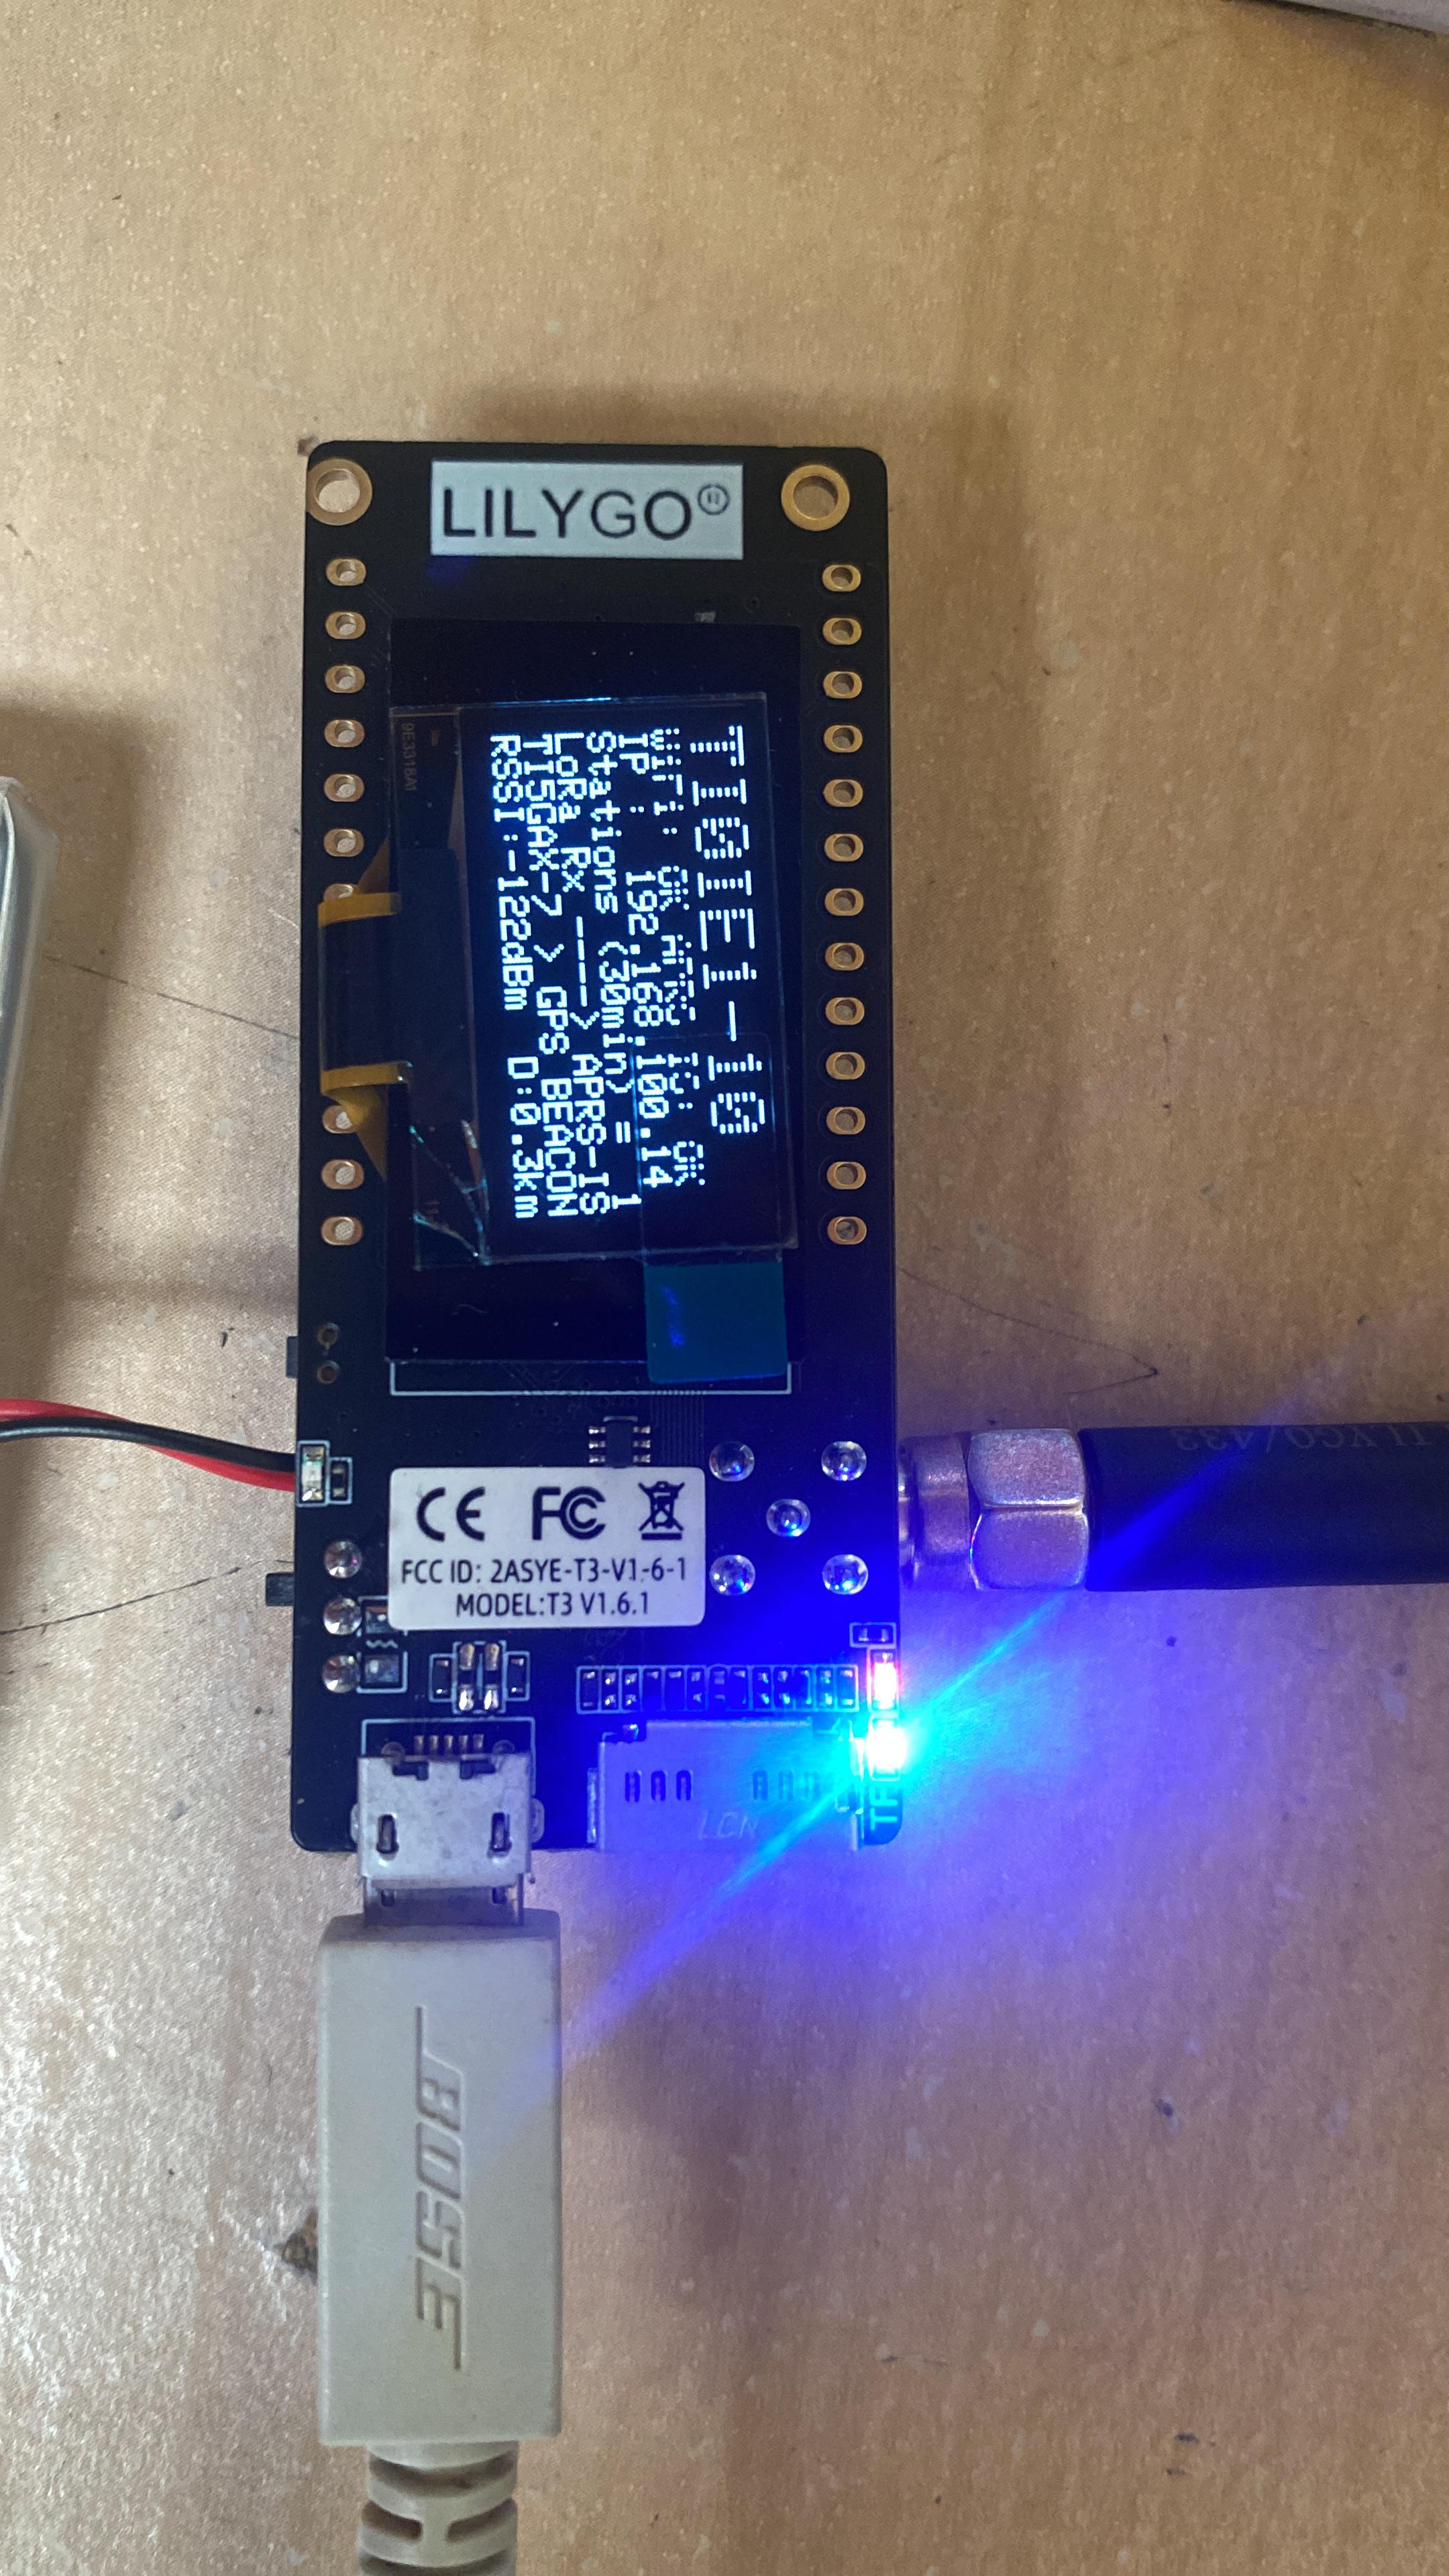 LILYGO®
TI0IEI-10
WiFi: OK APRS-IS: OK
IP : 192.168.100.14
Stations (30min) = 1
LoRa Rx ----> APRS-IS
TI5GAX-7 > GPS BEACON
RSSI:-122dBm D:0.3km
CE FC
FCC ID: 2ASYE-T3-V1-6-1
MODEL:T3 V1.6.1
LCN
TF
BOSE